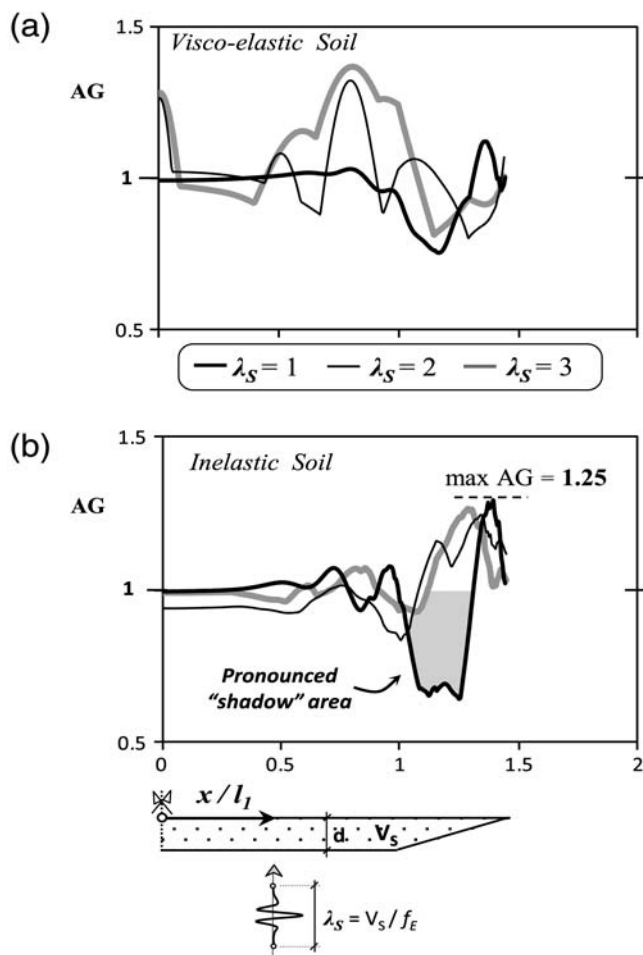 (a)
1.5
Visco-elastic Soil
AG
1
0.5
λS = 1 λS = 2 λS = 3
(b)
1.5
Inelastic Soil
max AG = 1.25
AG
1
Pronounced
"shadow" area
0.5
0 0.5 1 1.5 2
x / l1
d VS
λS = VS / fE